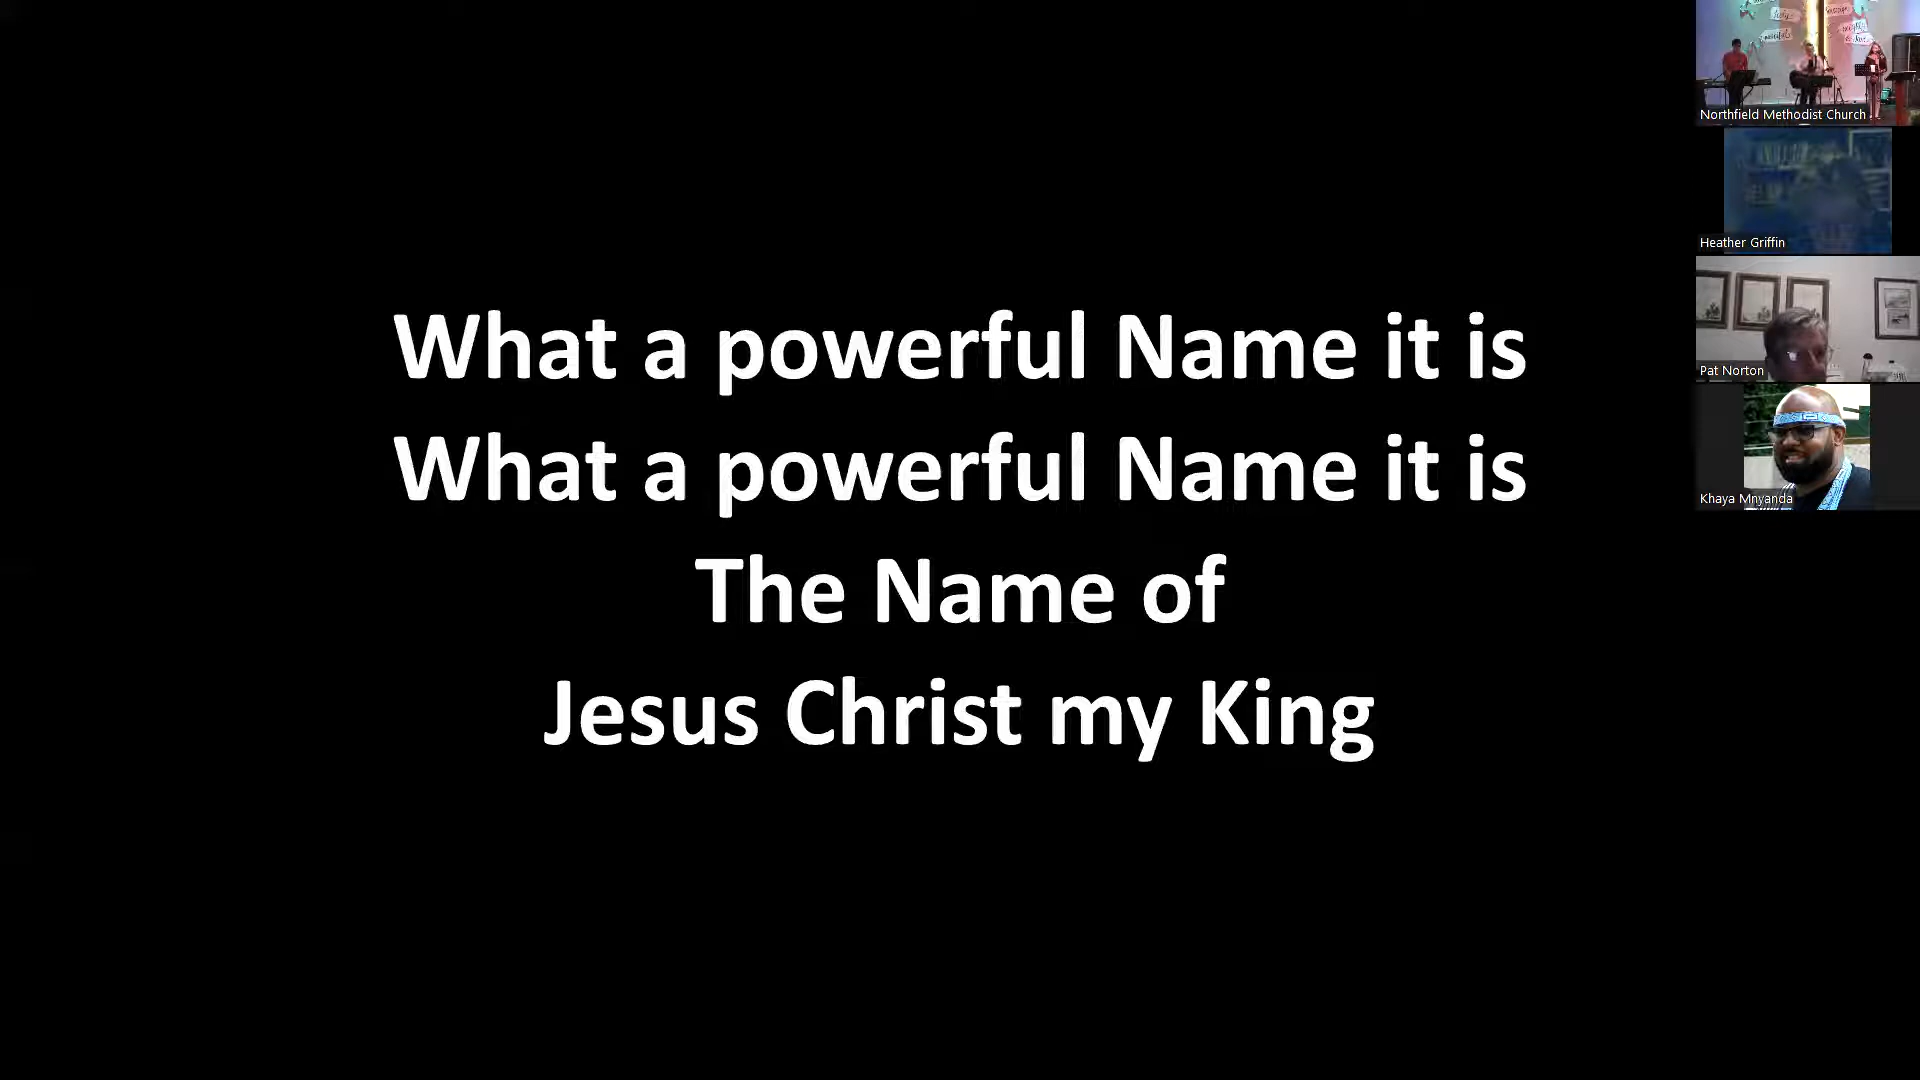 What a powerful Name it is
What a powerful Name it is
The Name of
Jesus Christ my King
Northfield Methodist Church
Heather Griffin
Pat Norton
Khaya Mnyanda